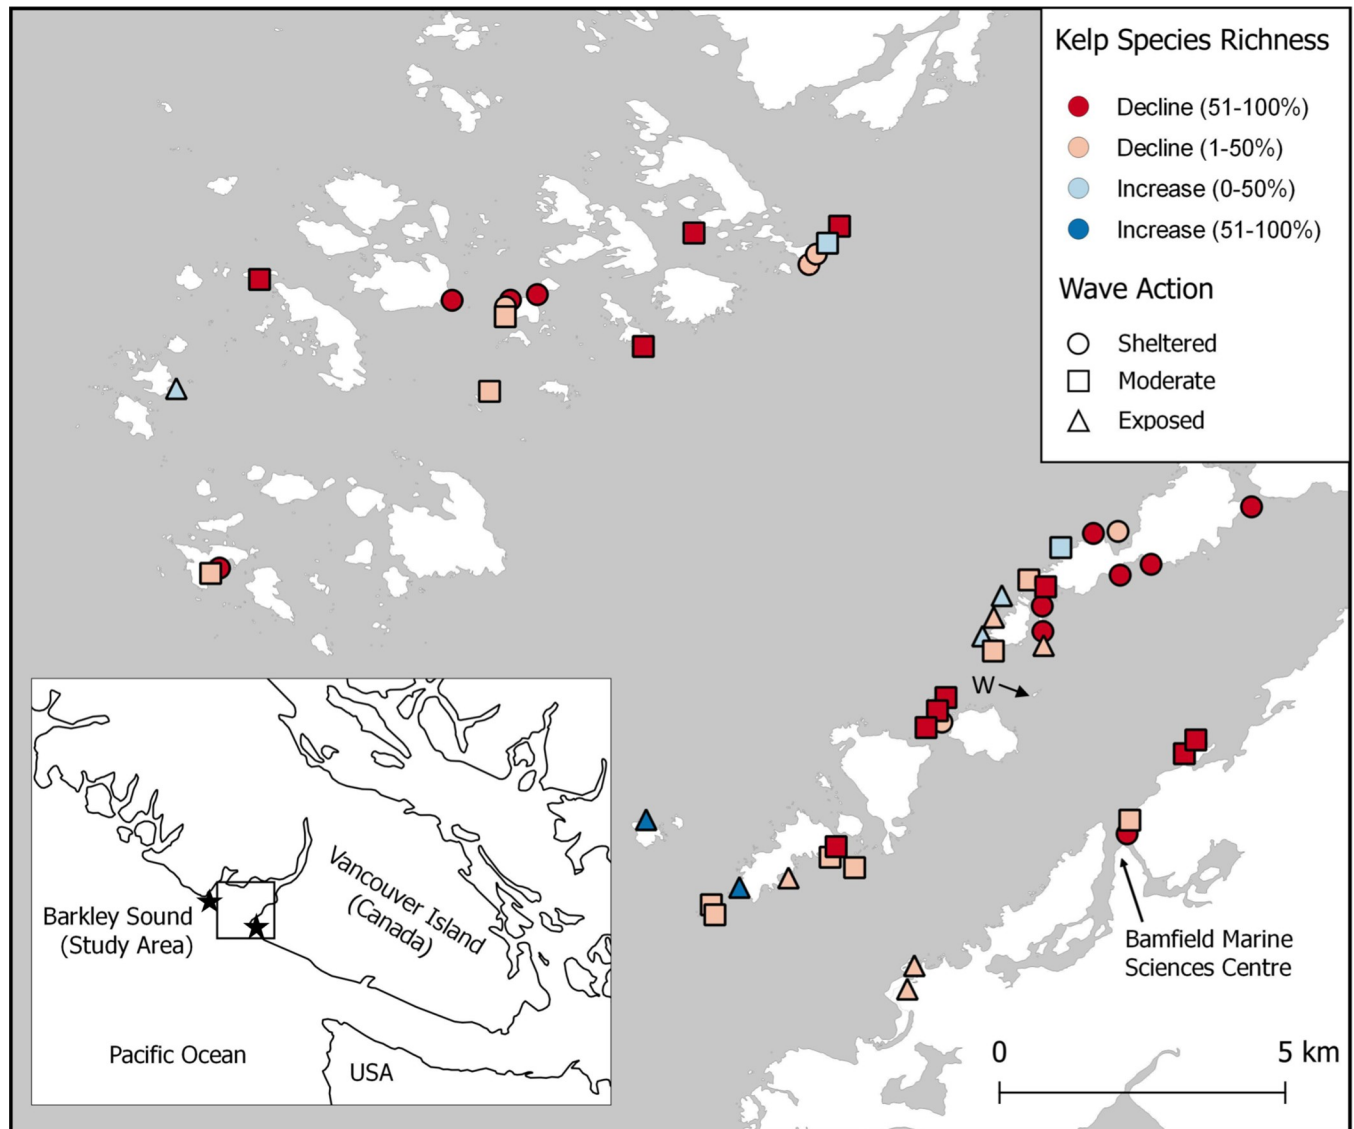 Kelp Species Richness
Decline (51-100%)
Decline (1-50%)
Increase (0-50%)
Increase (51-100%)
Wave Action
Sheltered
Moderate
Exposed
W
Vancouver Island
(Canada)
Barkley Sound
(Study Area)
Pacific Ocean
USA
Bamfield Marine
Sciences Centre
0 5 km